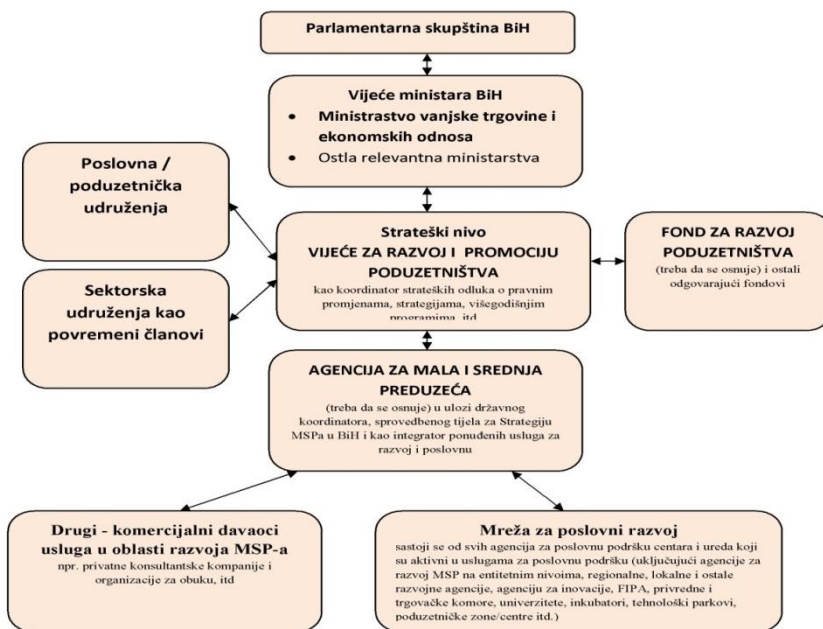 Parlamentarna skupština BiH
Vijeće ministara BiH
• Ministrastvo vanjske trgovine i
ekonomskih odnosa
• Ostla relevantna ministarstva
Poslovna /
poduzetnička
udruženja
Sektorska
udruženja kao
povremeni članovi
Strateški nivo
VIJEĆE ZA RAZVOJ I PROMOCIJU
PODUZETNIŠTVA
kao koordinator strateških odluka o pravnim
promjenama, strategijama, višegodišnjim
programima, itd
FOND ZA RAZVOJ
PODUZETNIŠTVA
(treba da se osnuje) i ostali
odgovarajući fondovi
AGENCIJA ZA MALA I SREDNJA
PREDUZEĆA
(treba da se osnuje) u ulozi državnog
koordinatora, sprovedbenog tijela za Strategiju
MSPa u BiH i kao integrator ponuđenih usluga za
razvoj i poslovnu
Drugi - komercijalni davaoci
usluga u oblasti razvoja MSP-a
npr. privatne konsultantske kompanije i
organizacije za obuku, itd
Mreža za poslovni razvoj
sastoji se od svih agencija za poslovnu podršku centara i ureda koji
su aktivni u uslugama za poslovnu podršku (uključujući agencije za
razvoj MSP na entitetnim nivoima, regionalne, lokalne i ostale
razvojne agencije, agenciju za inovacije, FIPA, privredne i
trgovačke komore, univerzitete, inkubatori, tehnološki parkovi,
poduzetničke zone/centre itd.)